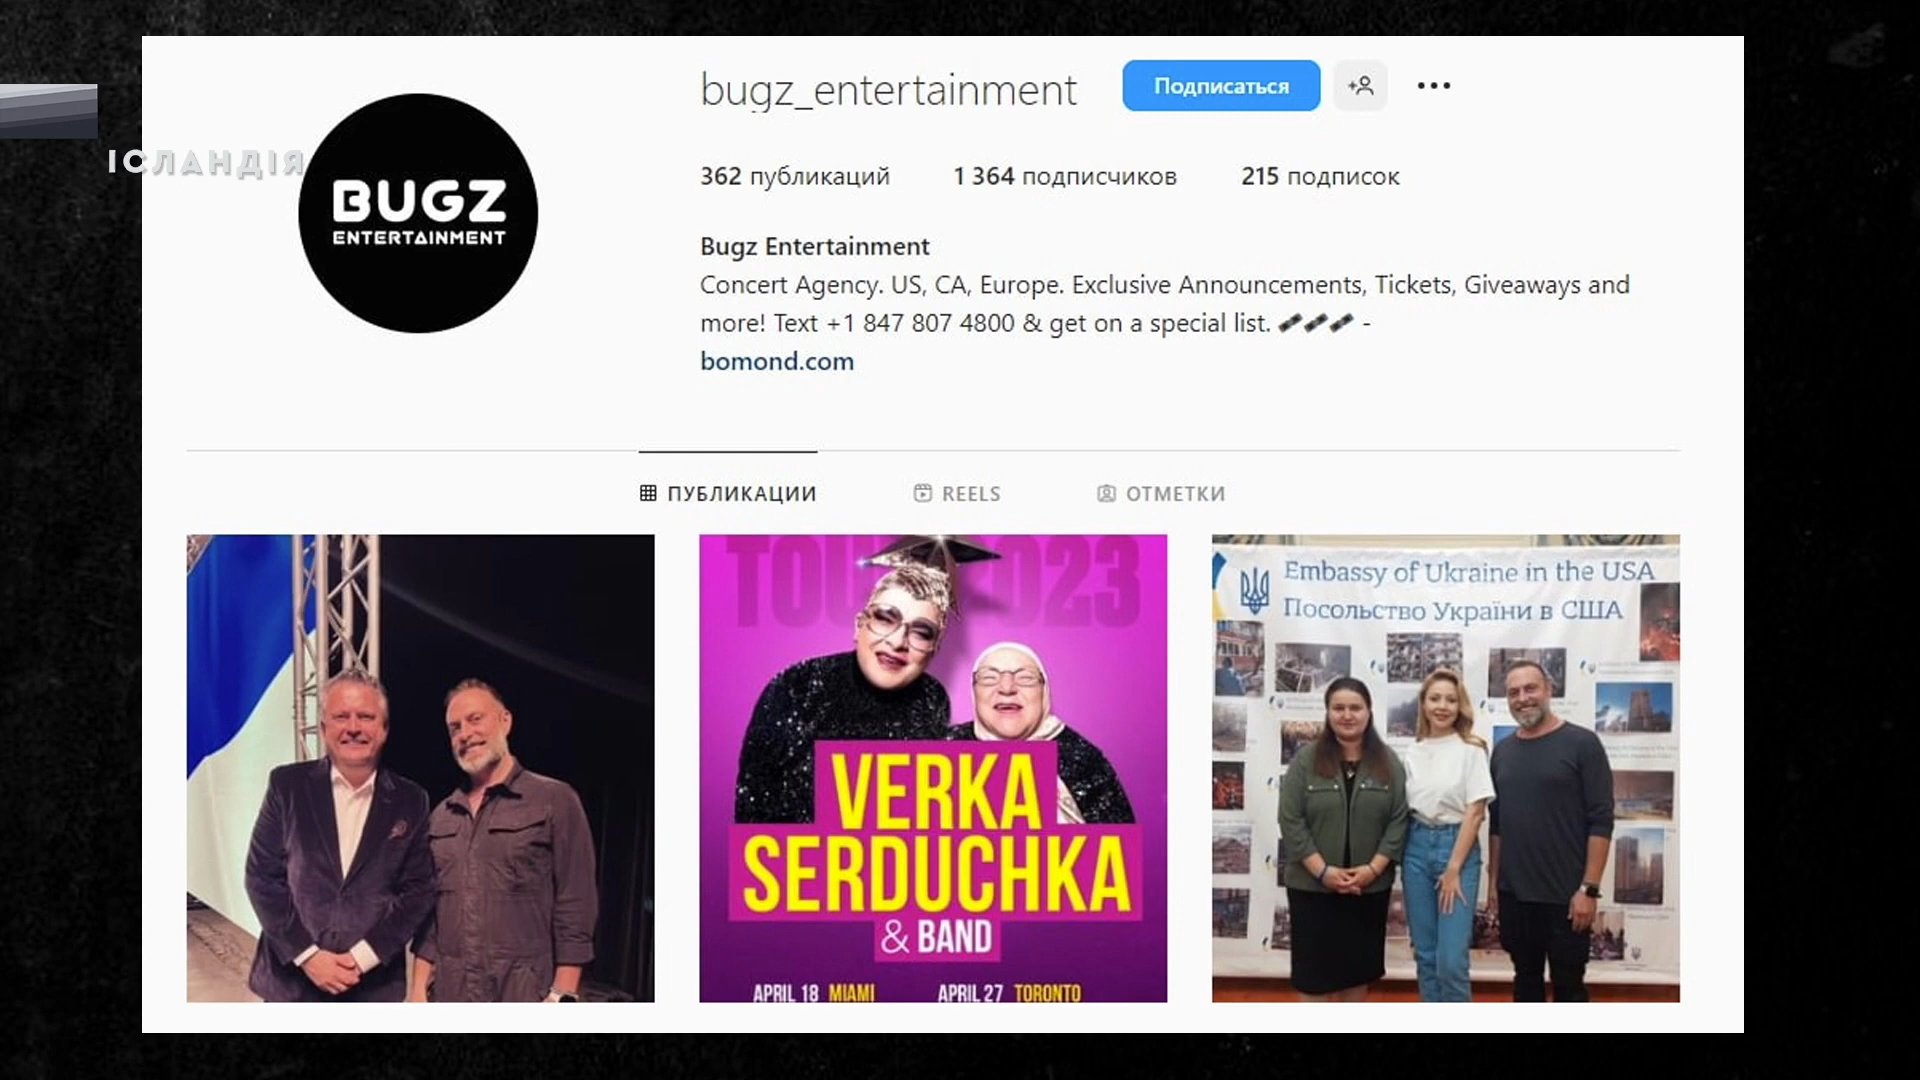 ІСЛАНДІЯ
BUGZ
ENTERTAINMENT
bugz_entertainment
Подписаться
362 публикаций 1 364 подписчиков 215 подписок
Bugz Entertainment
Concert Agency. US, CA, Europe. Exclusive Announcements, Tickets, Giveaways and
more! Text +1 847 807 4800 & get on a special list. -
bomond.com
ПУБЛИКАЦИИ REELS ОТМЕТКИ
TOUR 2023
VERKA
SERDUCHKA
& BAND
APRIL 18 MIAMI APRIL 27 TORONTO
Embassy of Ukraine in the USA
Посольство України в США